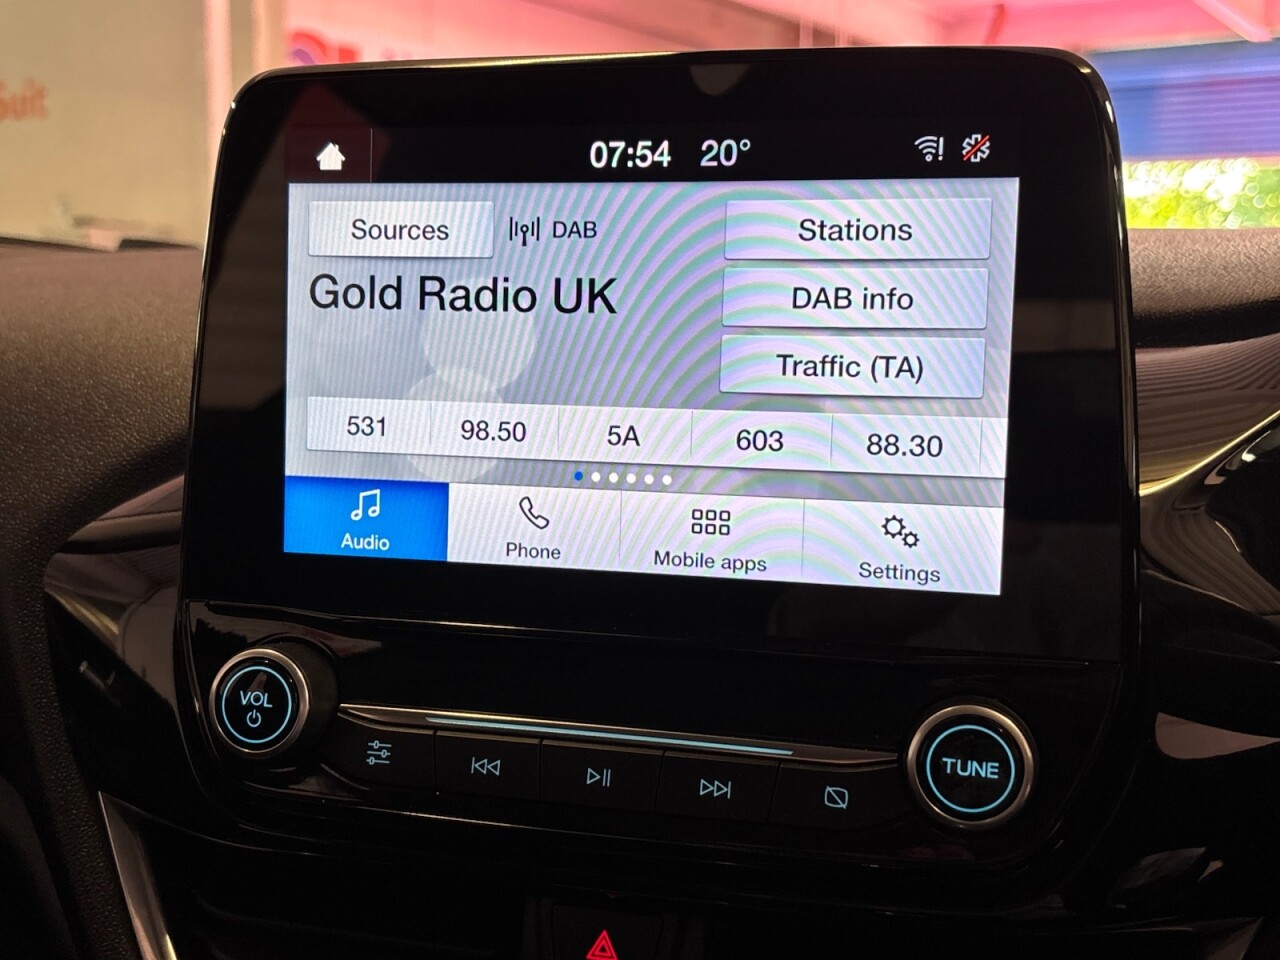 Suit
07:54 20°
Sources DAB Stations
Gold Radio UK
DAB info
Traffic (TA)
531 98.50 5A 603 88.30
Audio Phone Mobile apps Settings
VOL
TUNE